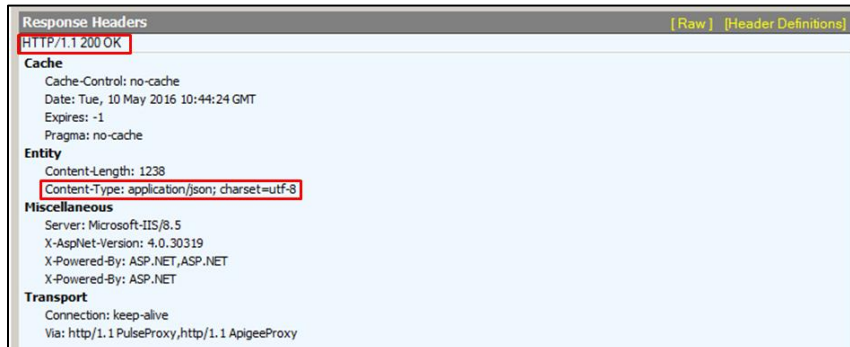 Response Headers [ Raw ] [Header Definitions]
HTTP/1.1 200 OK
Cache
Cache-Control: no-cache
Date: Tue, 10 May 2016 10:44:24 GMT
Expires: -1
Pragma: no-cache
Entity
Content-Length: 1238
Content-Type: application/json; charset=utf-8
Miscellaneous
Server: Microsoft-IIS/8.5
X-AspNet-Version: 4.0.30319
X-Powered-By: ASP.NET,ASP.NET
X-Powered-By: ASP.NET
Transport
Connection: keep-alive
Via: http/1.1 PulseProxy,http/1.1 ApigeeProxy